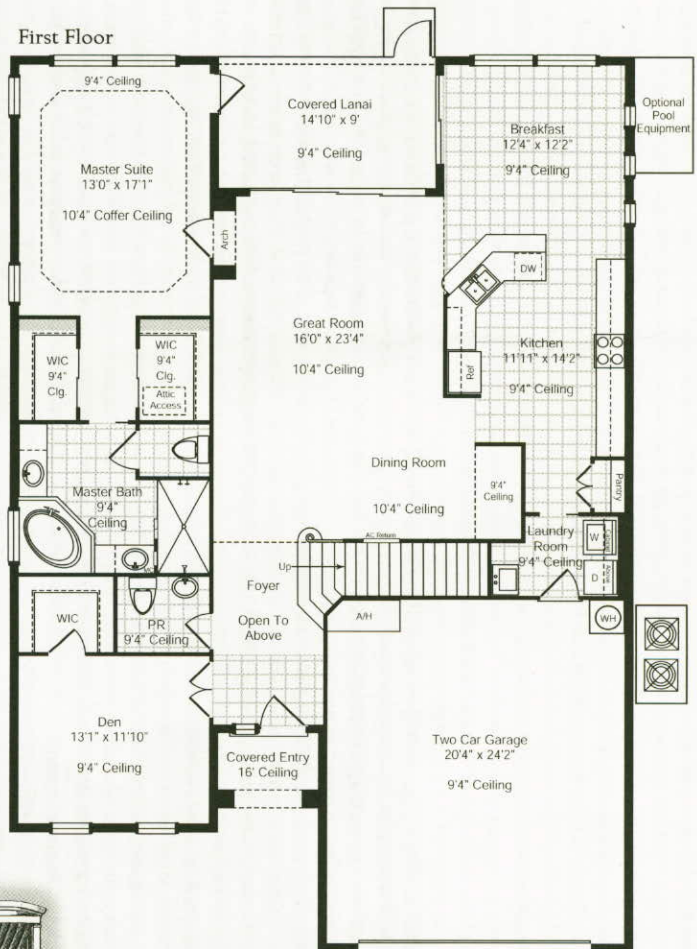 First Floor
9'4" Ceiling
Master Suite
13'0" x 17'1"
10'4" Coffer Ceiling
Covered Lanai
14'10" x 9'
9'4" Ceiling
Breakfast
12'4" x 12'2"
9'4" Ceiling
Optional
Pool
Equipment
Arch
DW
Great Room
16'0" x 23'4"
10'4" Ceiling
Kitchen
11'11" x 14'2"
9'4" Ceiling
Ref
WIC
9'4"
Clg.
WIC
9'4"
Clg.
Attic
Access
Master Bath
9'4"
Ceiling
Dining Room
10'4" Ceiling
9'4"
Ceiling
Pantry
AC Return
Laundry
Room
9'4" Ceiling
W
D
Cabinet
Above
Up
Foyer
Open To
Above
MC
WIC
PR
9'4" Ceiling
A/H
WH
Den
13'1" x 11'10"
9'4" Ceiling
Covered Entry
16' Ceiling
Two Car Garage
20'4" x 24'2"
9'4" Ceiling